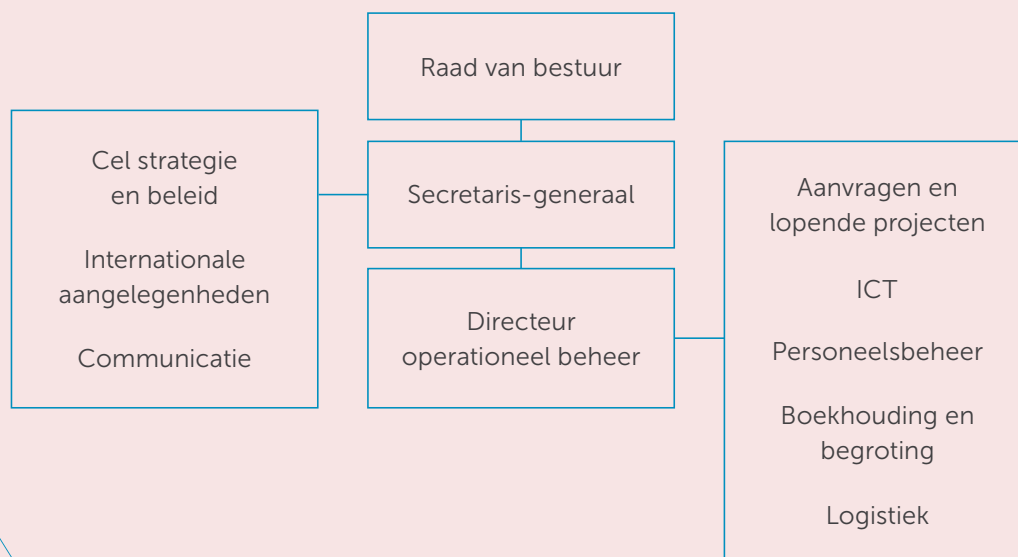 Raad van bestuur
Cel strategie
en beleid
Internationale
aangelegenheden
Communicatie
Secretaris-generaal
Directeur
operationeel beheer
Aanvragen en
lopende projecten
ICT
Personeelsbeheer
Boekhouding en
begroting
Logistiek